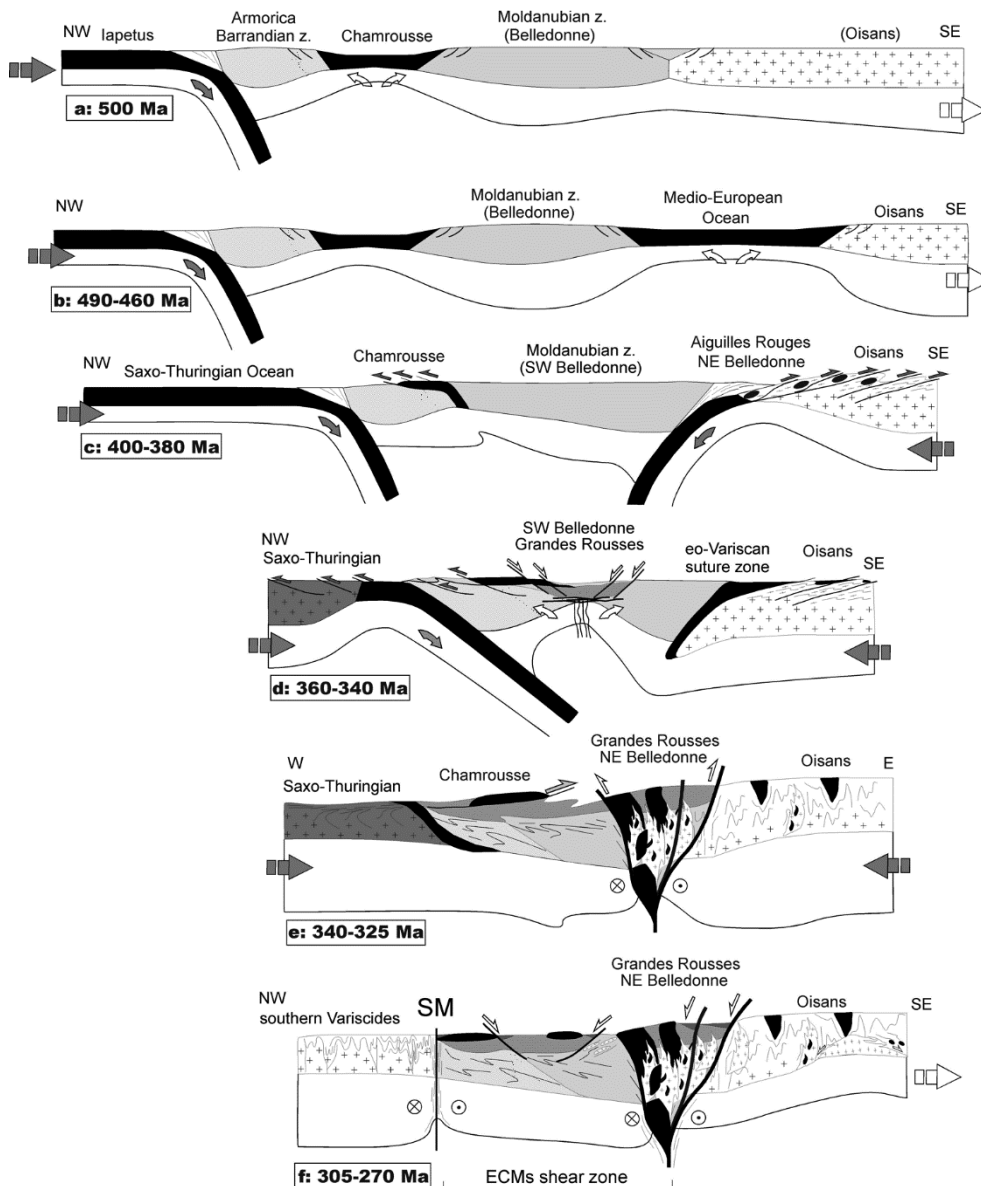 NW
Iapetus
Armorica
Barrandian z.
Chamrousse
Moldanubian z.
(Belledonne)
(Oisans)
SE
a: 500 Ma
NW
Moldanubian z.
(Belledonne)
Medio-European
Ocean
Oisans
SE
b: 490-460 Ma
NW
Saxo-Thuringian Ocean
Chamrousse
Moldanubian z.
(SW Belledonne)
Aiguilles Rouges
NE Belledonne
Oisans
SE
c: 400-380 Ma
NW
Saxo-Thuringian
SW Belledonne
Grandes Rousses
eo-Variscan
suture zone
Oisans
SE
d: 360-340 Ma
W
Saxo-Thuringian
Chamrousse
Grandes Rousses
NE Belledonne
Oisans
E
e: 340-325 Ma
NW
southern Variscides
SM
Grandes Rousses
NE Belledonne
Oisans
SE
f: 305-270 Ma
ECMs shear zone